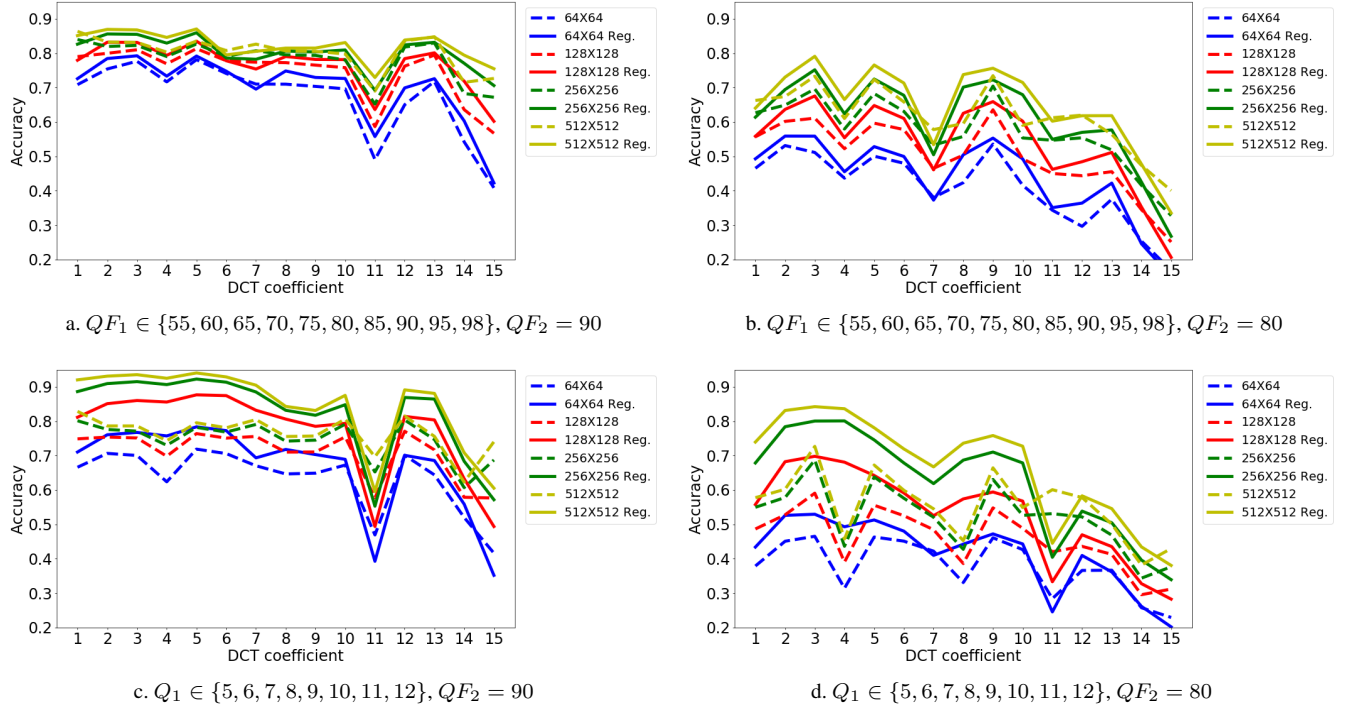 0.9
0.8
0.7
0.6
0.5
0.4
0.3
0.2
Accuracy
1 2 3 4 5 6 7 8 9 10 11 12 13 14 15
DCT coefficient
64X64
64X64 Reg.
128X128
128X128 Reg.
256X256
256X256 Reg.
512X512
512X512 Reg.
a. QF₁ ∈ {55, 60, 65, 70, 75, 80, 85, 90, 95, 98}, QF₂ = 90
0.9
0.8
0.7
0.6
0.5
0.4
0.3
0.2
Accuracy
1 2 3 4 5 6 7 8 9 10 11 12 13 14 15
DCT coefficient
64X64
64X64 Reg.
128X128
128X128 Reg.
256X256
256X256 Reg.
512X512
512X512 Reg.
b. QF₁ ∈ {55, 60, 65, 70, 75, 80, 85, 90, 95, 98}, QF₂ = 80
0.9
0.8
0.7
0.6
0.5
0.4
0.3
0.2
Accuracy
1 2 3 4 5 6 7 8 9 10 11 12 13 14 15
DCT coefficient
64X64
64X64 Reg.
128X128
128X128 Reg.
256X256
256X256 Reg.
512X512
512X512 Reg.
c. Q₁ ∈ {5, 6, 7, 8, 9, 10, 11, 12}, QF₂ = 90
0.9
0.8
0.7
0.6
0.5
0.4
0.3
0.2
Accuracy
1 2 3 4 5 6 7 8 9 10 11 12 13 14 15
DCT coefficient
64X64
64X64 Reg.
128X128
128X128 Reg.
256X256
256X256 Reg.
512X512
512X512 Reg.
d. Q₁ ∈ {5, 6, 7, 8, 9, 10, 11, 12}, QF₂ = 80